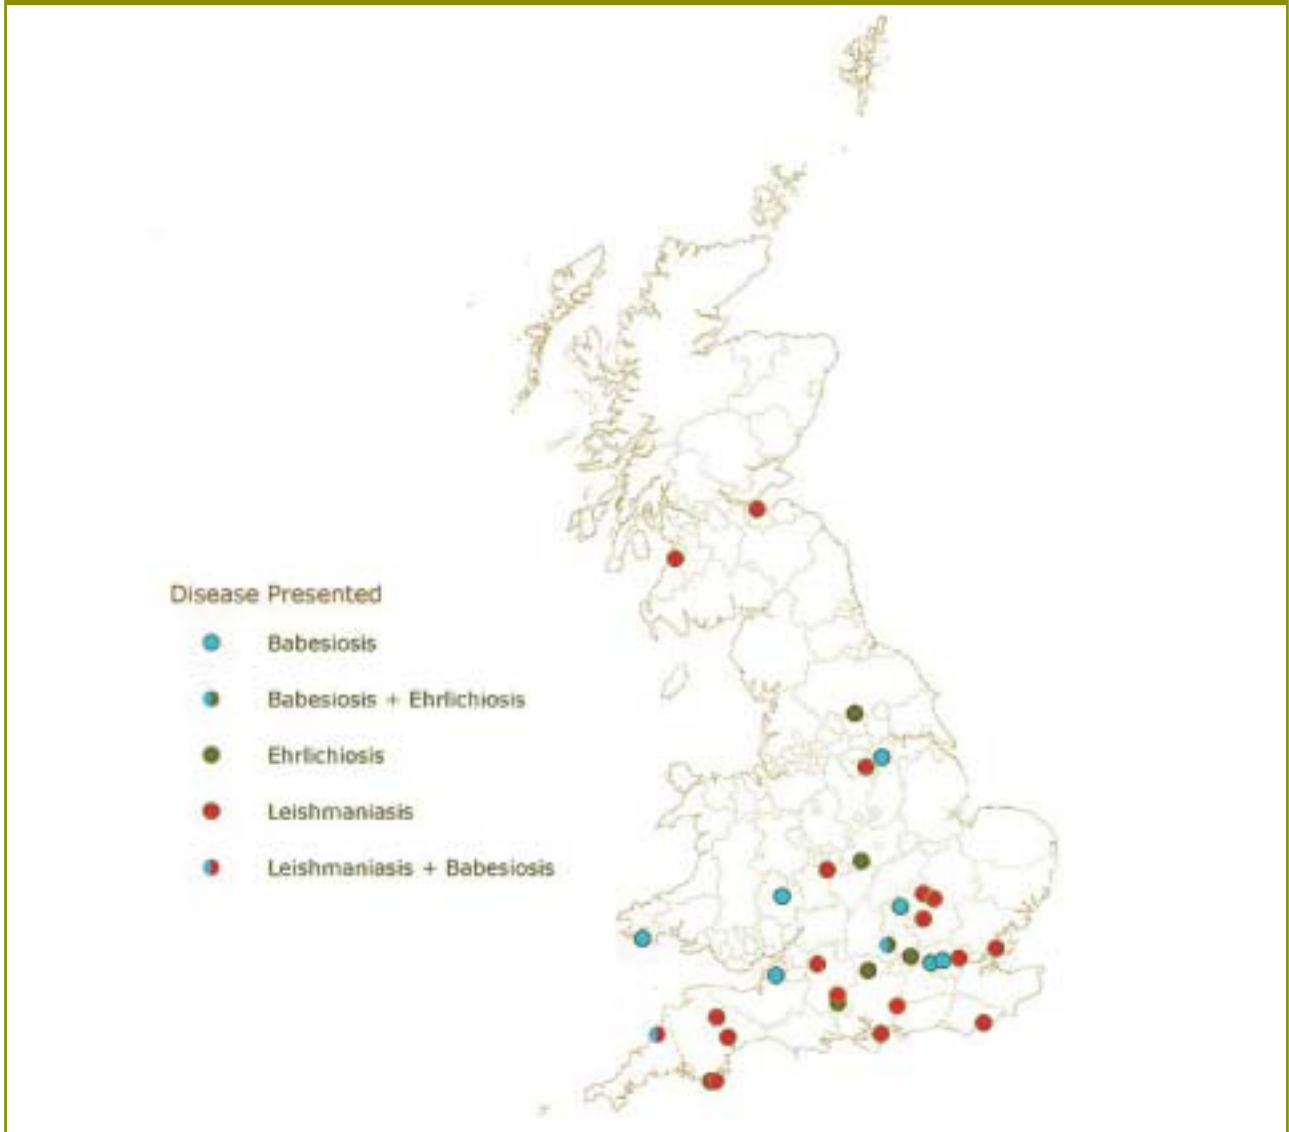 Disease Presented
Babesiosis
Babesiosis + Ehrlichiosis
Ehrlichiosis
Leishmaniasis
Leishmaniasis + Babesiosis